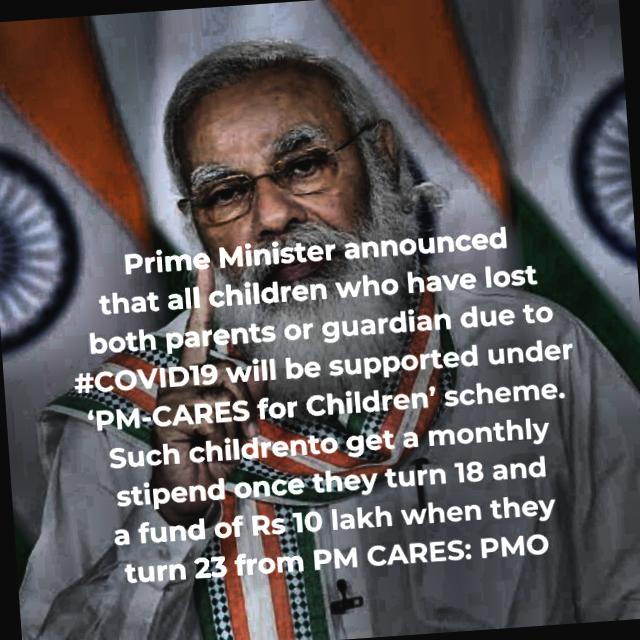 Prime Minister announced
that all children who have lost
both parents or guardian due to
#COVID19 will be supported under
‘PM-CARES for Children’ scheme.
Such childrento get a monthly
stipend once they turn 18 and
a fund of Rs 10 lakh when they
turn 23 from PM CARES: PMO